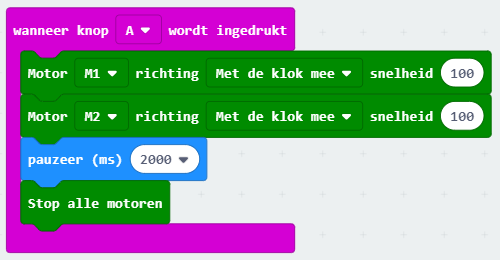 wanneer knop A wordt ingedrukt
Motor M1 richting Met de klok mee snelheid 100
Motor M2 richting Met de klok mee snelheid 100
pauzeer (ms) 2000
Stop alle motoren